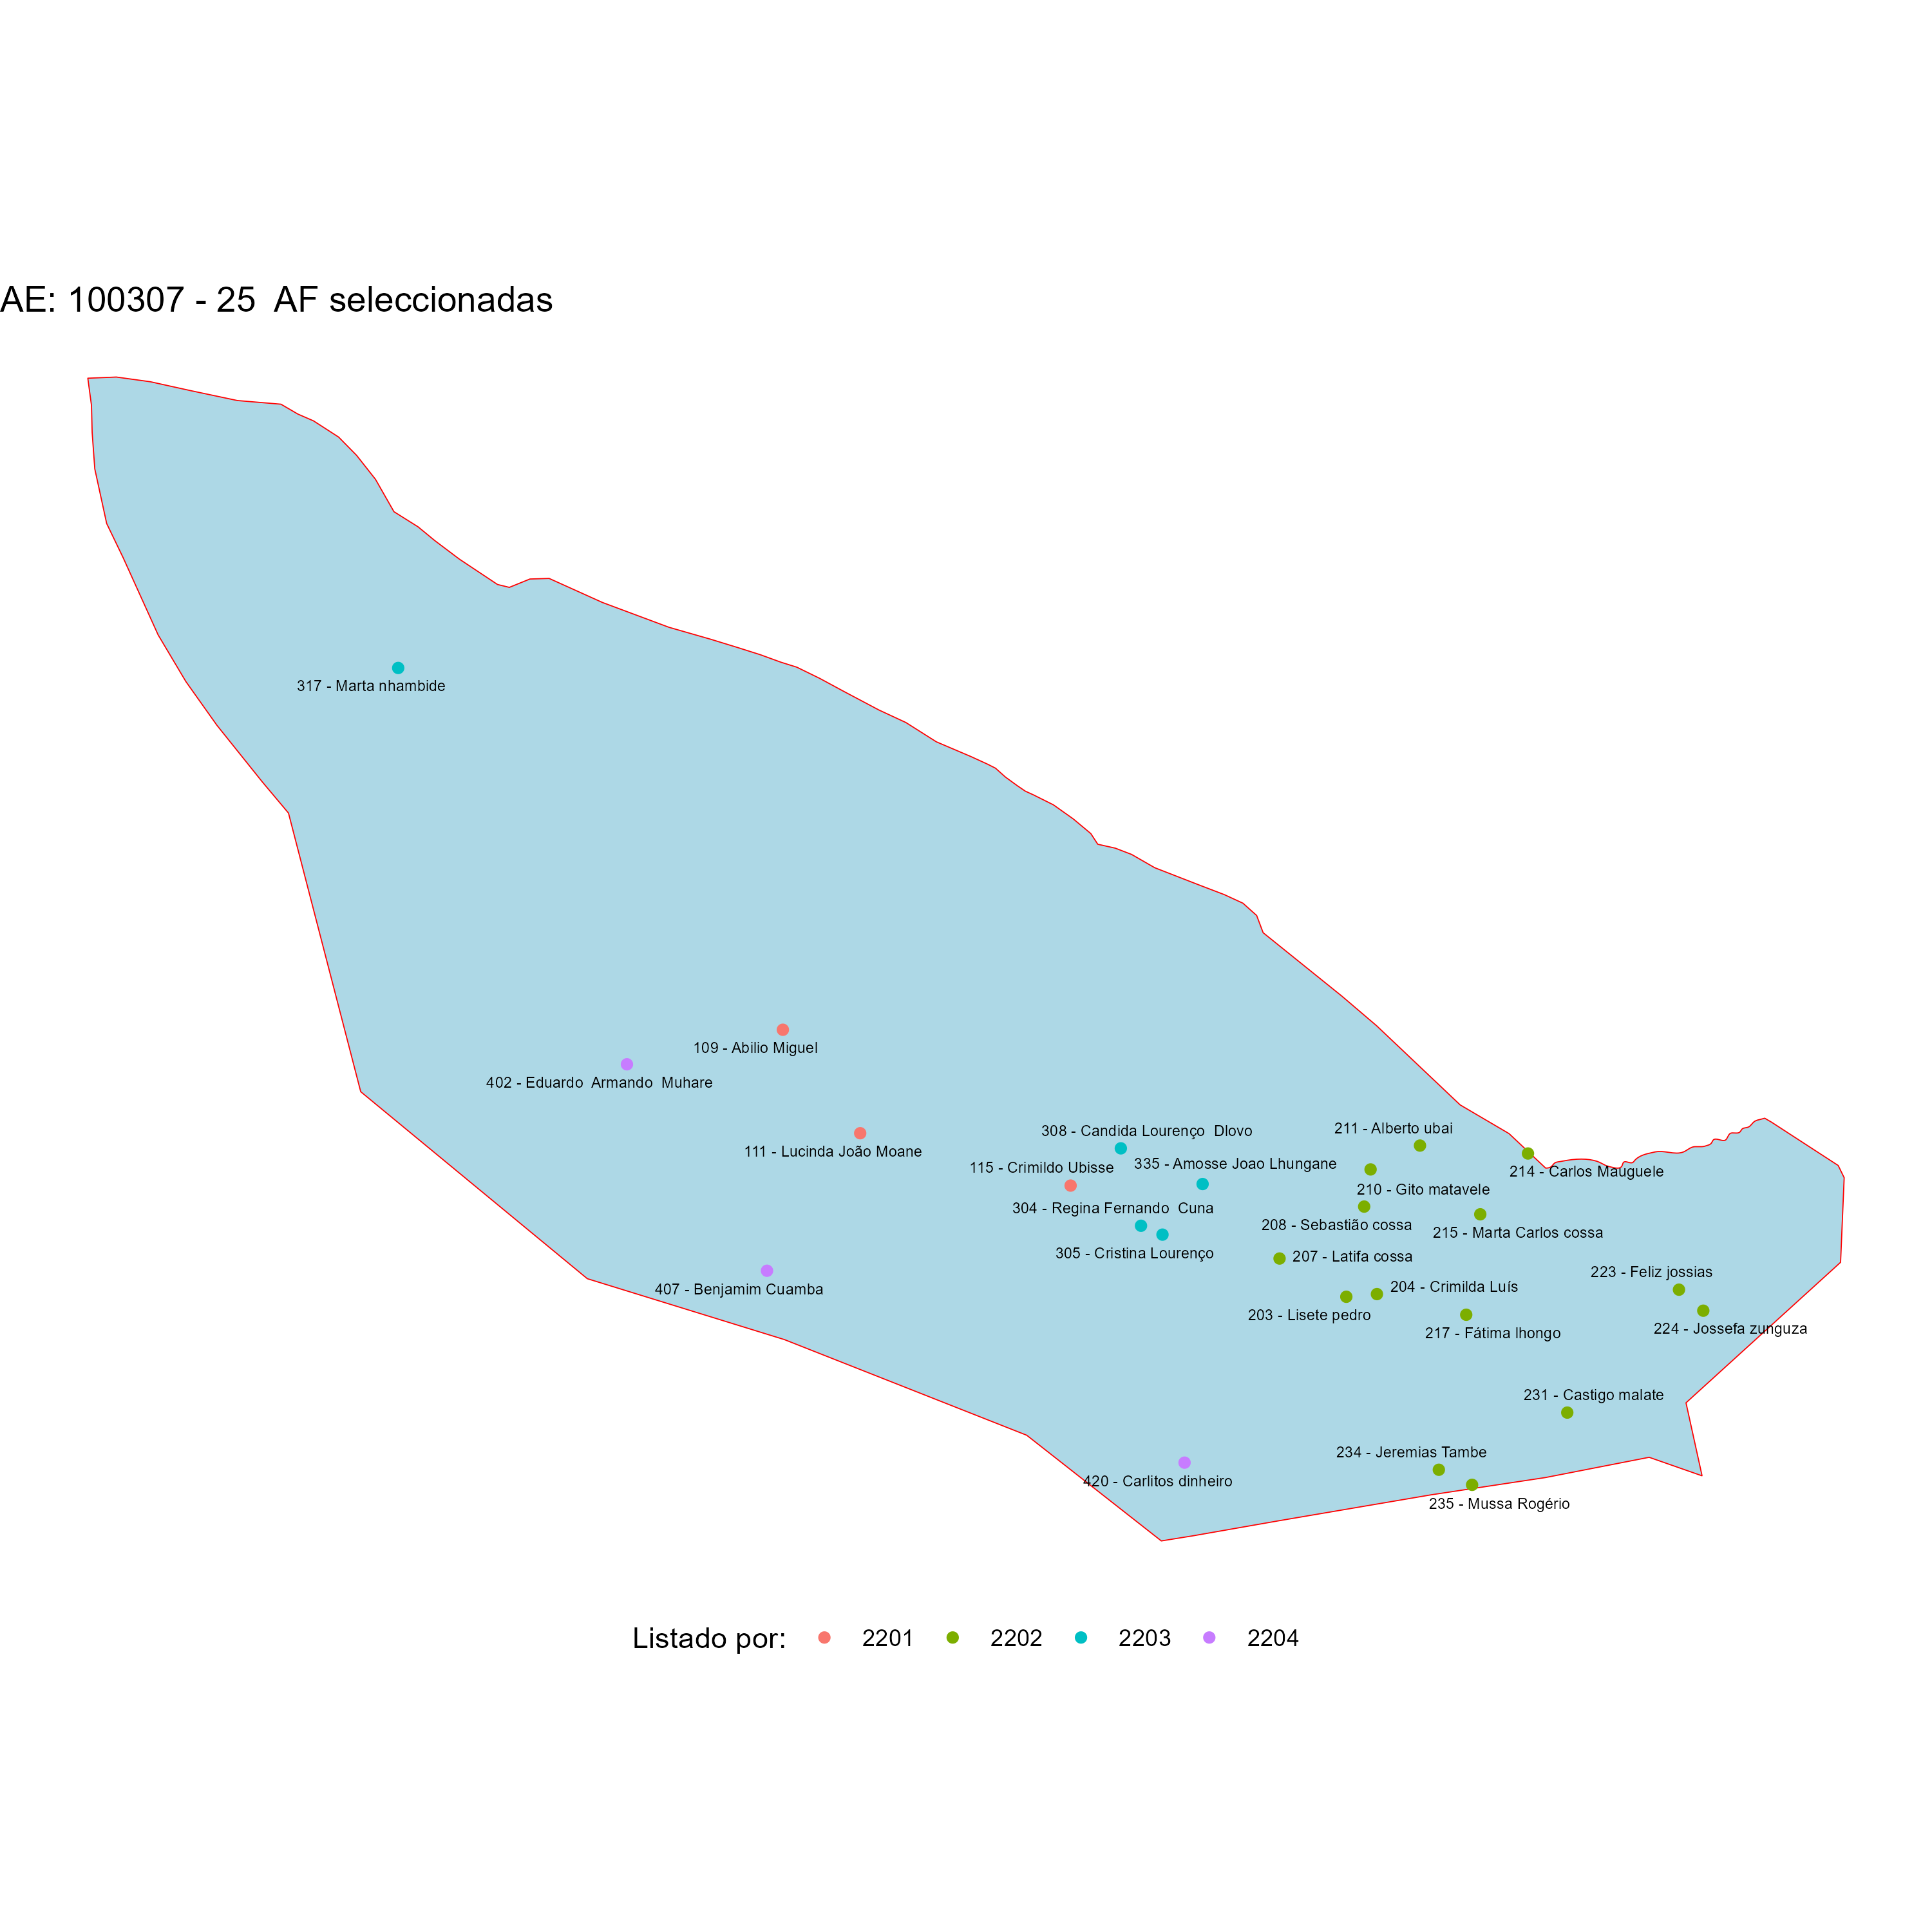 AE: 100307 - 25  AF seleccionadas
317 - Marta nhambide
109 - Abilio Miguel
402 - Eduardo  Armando  Muhare
111 - Lucinda João Moane
308 - Candida Lourenço  Dlovo
211 - Alberto ubai
115 - Crimildo Ubisse
335 - Amosse Joao Lhungane
214 - Carlos Mauguele
210 - Gito matavele
304 - Regina Fernando  Cuna
208 - Sebastião cossa
215 - Marta Carlos cossa
305 - Cristina Lourenço
207 - Latifa cossa
223 - Feliz jossias
407 - Benjamim Cuamba
204 - Crimilda Luís
203 - Lisete pedro
217 - Fátima lhongo
224 - Jossefa zunguza
231 - Castigo malate
234 - Jeremias Tambe
420 - Carlitos dinheiro
235 - Mussa Rogério
Listado por: 2201 2202 2203 2204